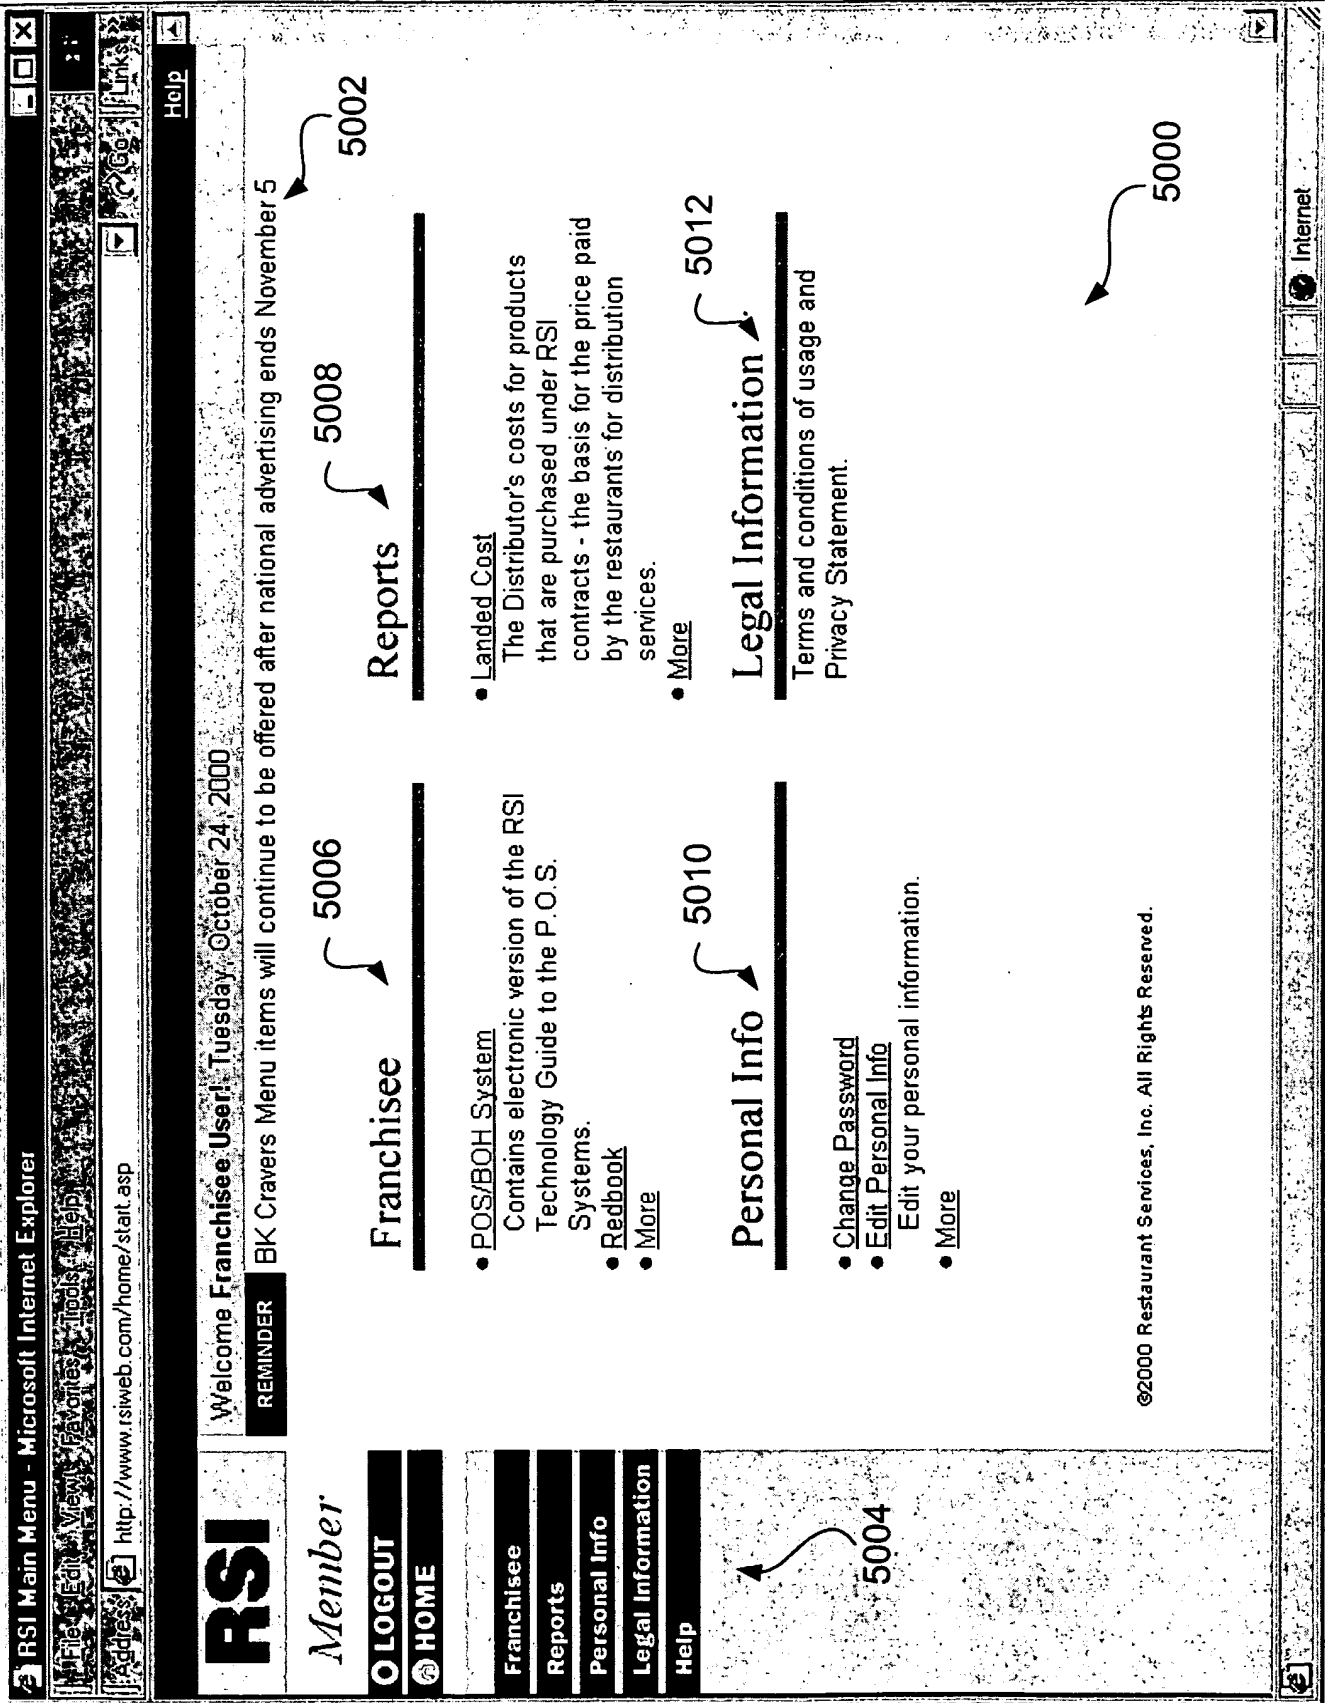 RSI Main Menu - Microsoft Internet Explorer
File Edit View Favorites Tools Help
Address http://www.rsiweb.com/home/start.asp Go Links
Help
RSI
Welcome Franchisee User! Tuesday, October 24, 2000
REMINDER BK Cravers Menu items will continue to be offered after national advertising ends November 5
5002
Member
LOGOUT
HOME
Franchisee
Reports
Personal Info
Legal Information
Help
5004
5006
Franchisee
• POS/BOH System
Contains electronic version of the RSI
Technology Guide to the P.O.S.
Systems.
• Redbook
• More
5008
Reports
• Landed Cost
The Distributor's costs for products
that are purchased under RSI
contracts - the basis for the price paid
by the restaurants for distribution
services.
• More
5010
Personal Info
• Change Password
• Edit Personal Info
Edit your personal information.
• More
5012
Legal Information
Terms and conditions of usage and
Privacy Statement.
5000
©2000 Restaurant Services, Inc. All Rights Reserved.
Internet